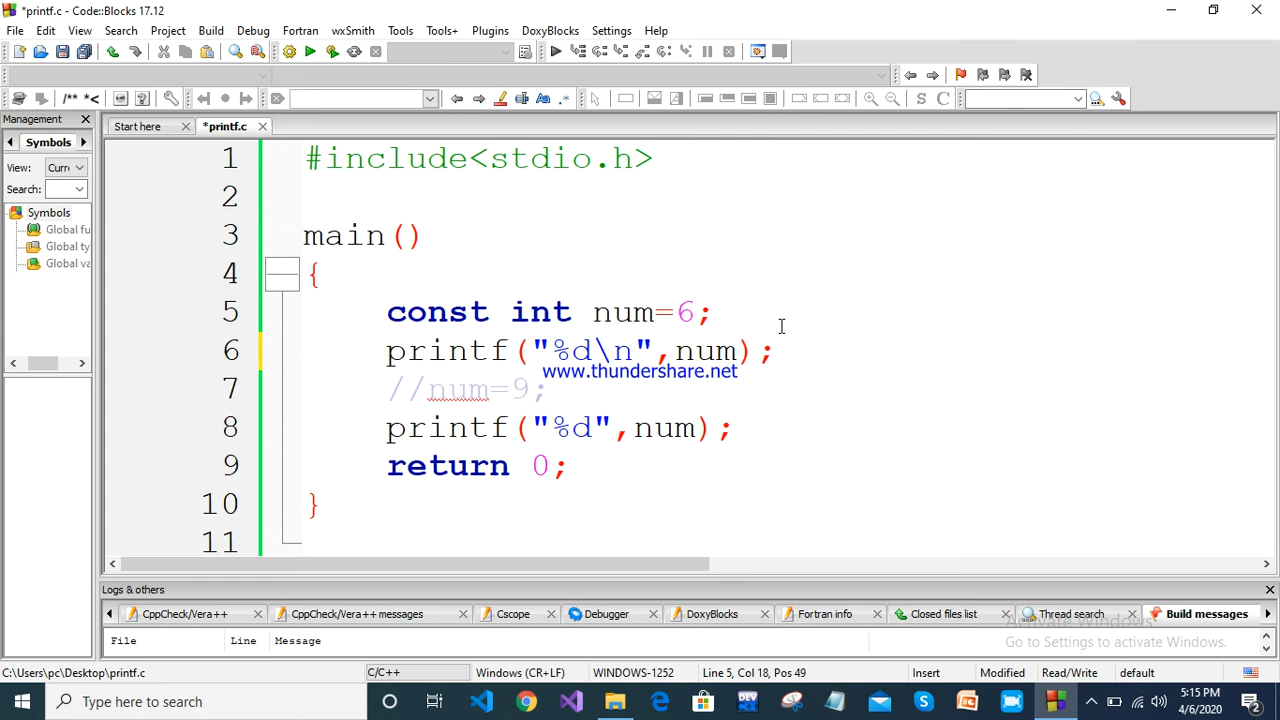 *printf.c - Code::Blocks 17.12
File Edit View Search Project Build Debug Fortran wxSmith Tools Tools+ Plugins DoxyBlocks Settings Help
/** *<
S C
Management
Start here *printf.c
Symbols
View: Curre
Search:
Symbols
Global fu
Global ty
Global va
1 #include<stdio.h>
2
3 main()
4 {
5 const int num=6;
6 printf("%d\n",num);
www.thundershare.net
7 //num=9;
8 printf("%d",num);
9 return 0;
10 }
11
Logs & others
CppCheck/Vera++ CppCheck/Vera++ messages Cscope Debugger DoxyBlocks Fortran info Closed files list Thread search Build messages
Activate Windows
File Line Message
Go to Settings to activate Windows.
C:\Users\pc\Desktop\printf.c C/C++ Windows (CR+LF) WINDOWS-1252 Line 5, Col 18, Pos 49 Insert Modified Read/Write default
Type here to search
5:15 PM
4/6/2020
2